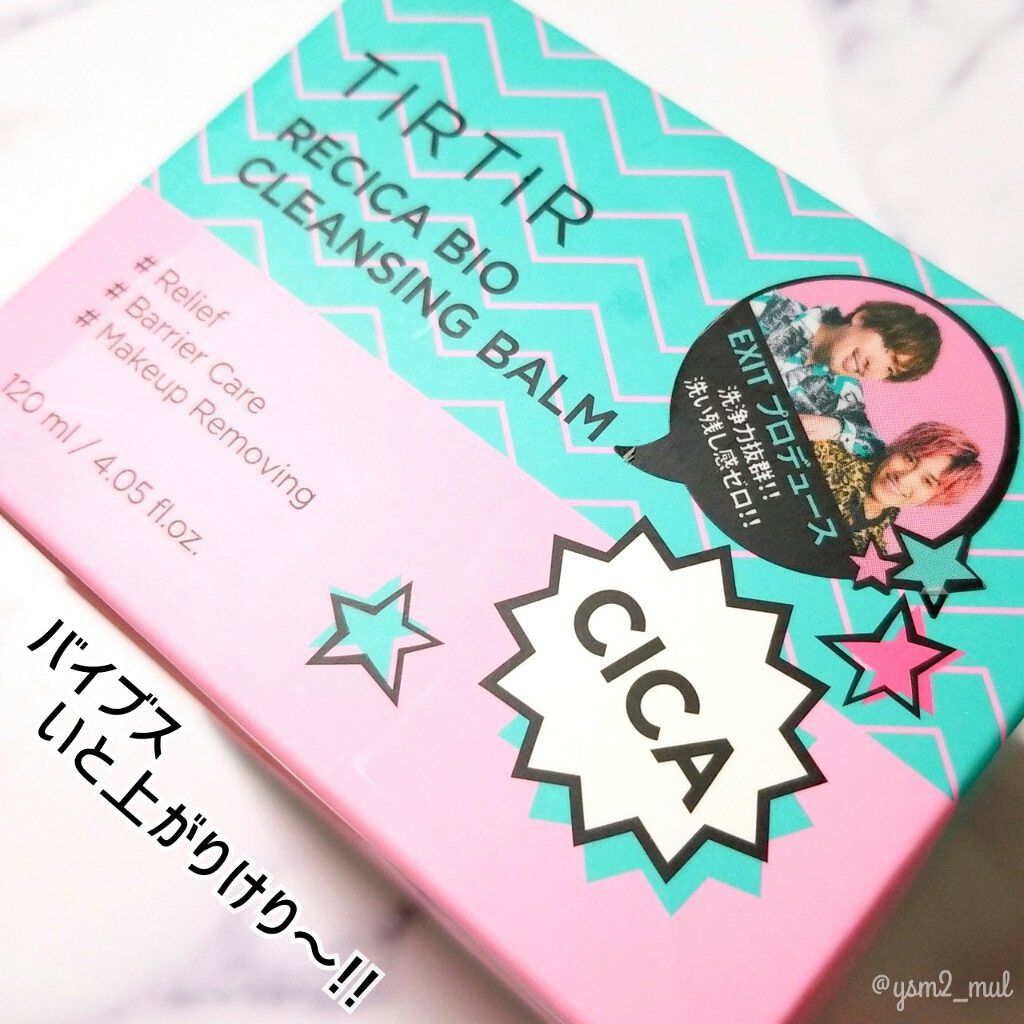 TIRTIR
RECICA BIO
CLEANSING BALM
# Relief
# Barrier Care
# Makeup Removing
120 ml / 4.05 fl.oz.
EXIT プロデュース
洗浄力抜群!!
洗い残し感ゼロ!!
CICA
バイブス
いと上がりけり〜!!
@ysm2_mul